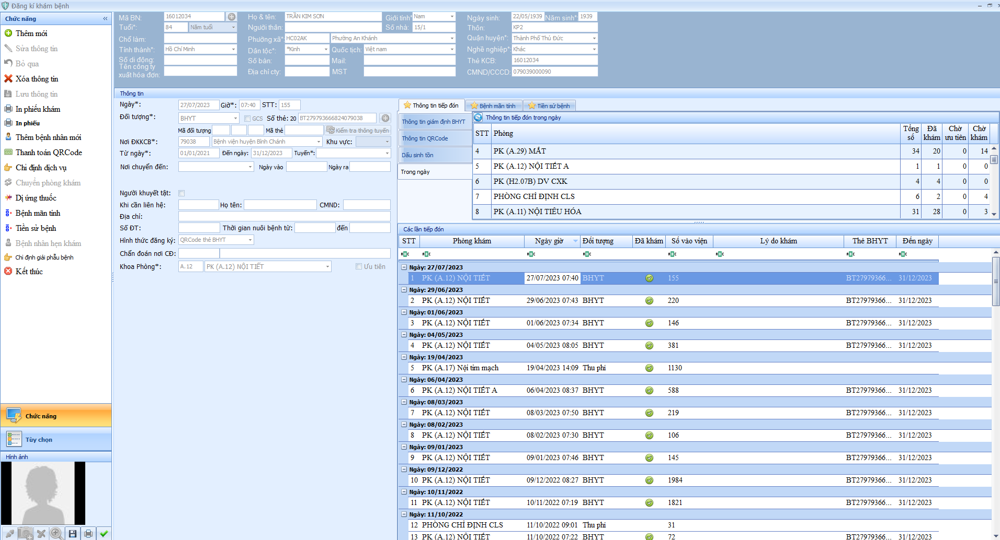 Đăng kí khám bệnh
Chức năng «
Thêm mới
Sửa thông tin
Bỏ qua
Xóa thông tin
Lưu thông tin
In phiếu khám
In phiếu
Thêm bệnh nhân mới
Thanh toán QRCode
Chỉ định dịch vụ
Chuyển phòng khám
Dị ứng thuốc
Bệnh mãn tính
Tiền sử bệnh
Bệnh nhân hẹn khám
Chỉ định giải phẫu bệnh
Kết thúc
Chức năng
Tùy chọn
Hình ảnh
Mã BN: 16012034 Họ & tên: TRẦN KIM SƠN Giới tính* Nam Ngày sinh: 22/05/1939 Năm sinh*: 1939
Tuổi*: 84 Năm tuổi Người thân: Số nhà: 15/1 Thôn: KP2
Chổ làm: Phường xã*: HC02AK Phường An Khánh Quận huyện*: Thành Phố Thủ Đức
Tỉnh thành*: Hồ Chí Minh Dân tộc*: *Kinh Quốc tịch: Việt nam Nghề nghiệp*: Khác
Số di động: Số bàn: Mail: Thẻ KCB: 16012034
Tên công ty xuất hóa đơn: Địa chỉ cty: MST CMND/CCCD: 079039000090
Thông tin
Ngày*: 27/07/2023 Giờ*: 07:40 STT: 155
Đối tượng*: BHYT GCS Số thẻ: 20 BT279793666824079038
Mã đối tượng Mã thẻ Kiểm tra thông tuyến
Nơi ĐKKCB*: 79038 Bệnh viện huyện Bình Chánh Khu vực:
Từ ngày*: 01/01/2021 Đến ngày: 31/12/2023 Tuyến*:
Nơi chuyển đến: Ngày vào Ngày ra
Người khuyết tật:
Khi cần liên hệ: Họ tên: CMND:
Địa chỉ:
Số ĐT: Thời gian nuôi bệnh từ: đến
Hình thức đăng ký: QRCode thẻ BHYT
Chẩn đoán nơi CĐ:
Khoa Phòng*: A.12 PK (A.12) NỘI TIẾT Ưu tiên
Thông tin tiếp đón Bệnh mãn tính Tiền sử bệnh
Thông tin giám định BHYT
Thông tin QRCode
Dấu sinh tồn
Trong ngày
Thông tin tiếp đón trong ngày
STT Phòng Tổng số Đã khám Chờ ưu tiên Chờ khám
4 PK (A.29) MẮT 34 20 0 14
5 PK (A.12) NỘI TIẾT A 1 1 0 0
6 PK (H2.07B) DV CXK 4 4 0 0
7 PHÒNG CHỈ ĐỊNH CLS 6 2 0 4
8 PK (A.11) NỘI TIÊU HÓA 31 28 0 3
Các lần tiếp đón
STT Phòng khám Ngày giờ Đối tượng Đã khám Số vào viện Lý do khám Thẻ BHYT Đến ngày
Ngày: 27/07/2023
1 PK (A.12) NỘI TIẾT 27/07/2023 07:40 BHYT 155 BT27979366... 31/12/2023
Ngày: 29/06/2023
2 PK (A.12) NỘI TIẾT 29/06/2023 07:43 BHYT 220 BT27979366... 31/12/2023
Ngày: 01/06/2023
3 PK (A.12) NỘI TIẾT 01/06/2023 07:34 BHYT 146 BT27979366... 31/12/2023
Ngày: 04/05/2023
4 PK (A.12) NỘI TIẾT 04/05/2023 08:05 BHYT 381 BT27979366... 31/12/2023
Ngày: 19/04/2023
5 PK (A.17) Nội tim mạch 19/04/2023 14:09 Thu phí 1130
Ngày: 06/04/2023
6 PK (A.12) NỘI TIẾT A 06/04/2023 08:37 BHYT 588 BT27979366... 31/12/2023
Ngày: 08/03/2023
7 PK (A.12) NỘI TIẾT 08/03/2023 07:50 BHYT 219 BT27979366... 31/12/2023
Ngày: 08/02/2023
8 PK (A.12) NỘI TIẾT 08/02/2023 07:30 BHYT 106 BT27979366... 31/12/2023
Ngày: 09/01/2023
9 PK (A.12) NỘI TIẾT 09/01/2023 07:46 BHYT 145 BT27979366... 31/12/2023
Ngày: 09/12/2022
10 PK (A.12) NỘI TIẾT 09/12/2022 08:27 BHYT 1984 BT27979366... 31/12/2023
Ngày: 10/11/2022
11 PK (A.12) NỘI TIẾT 10/11/2022 07:19 BHYT 1821 BT27979366... 31/12/2023
Ngày: 11/10/2022
12 PHÒNG CHỈ ĐỊNH CLS 11/10/2022 09:01 Thu phí 31
13 PK (A.12) NỘI TIẾT 11/10/2022 07:22 BHYT 72 BT27979366... 31/12/2023